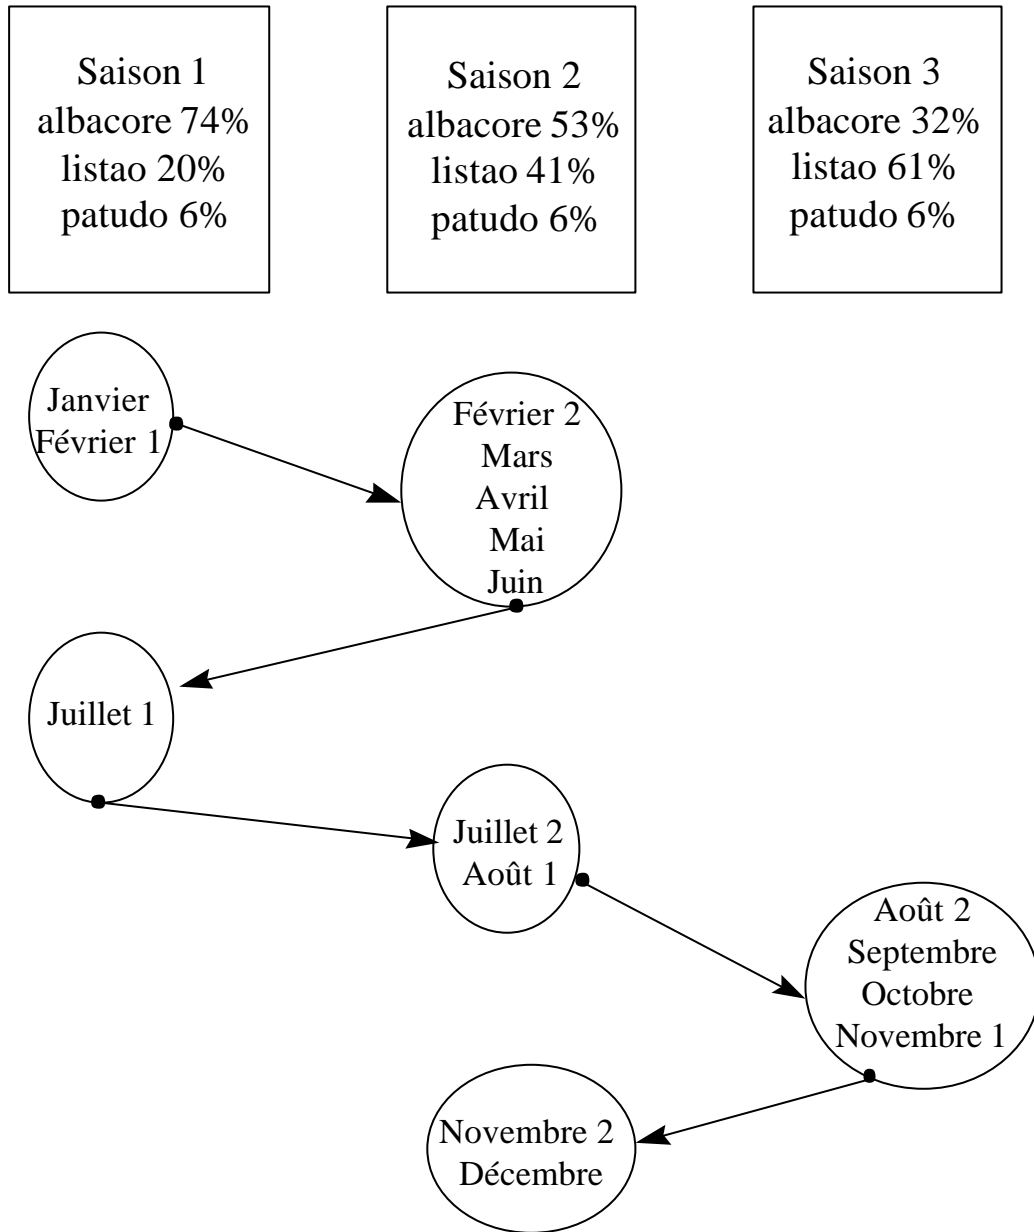 Saison 1
albacore 74%
listao 20%
patudo 6%
Saison 2
albacore 53%
listao 41%
patudo 6%
Saison 3
albacore 32%
listao 61%
patudo 6%
Janvier
Février 1
Février 2
Mars
Avril
Mai
Juin
Juillet 1
Juillet 2
Août 1
Août 2
Septembre
Octobre
Novembre 1
Novembre 2
Décembre